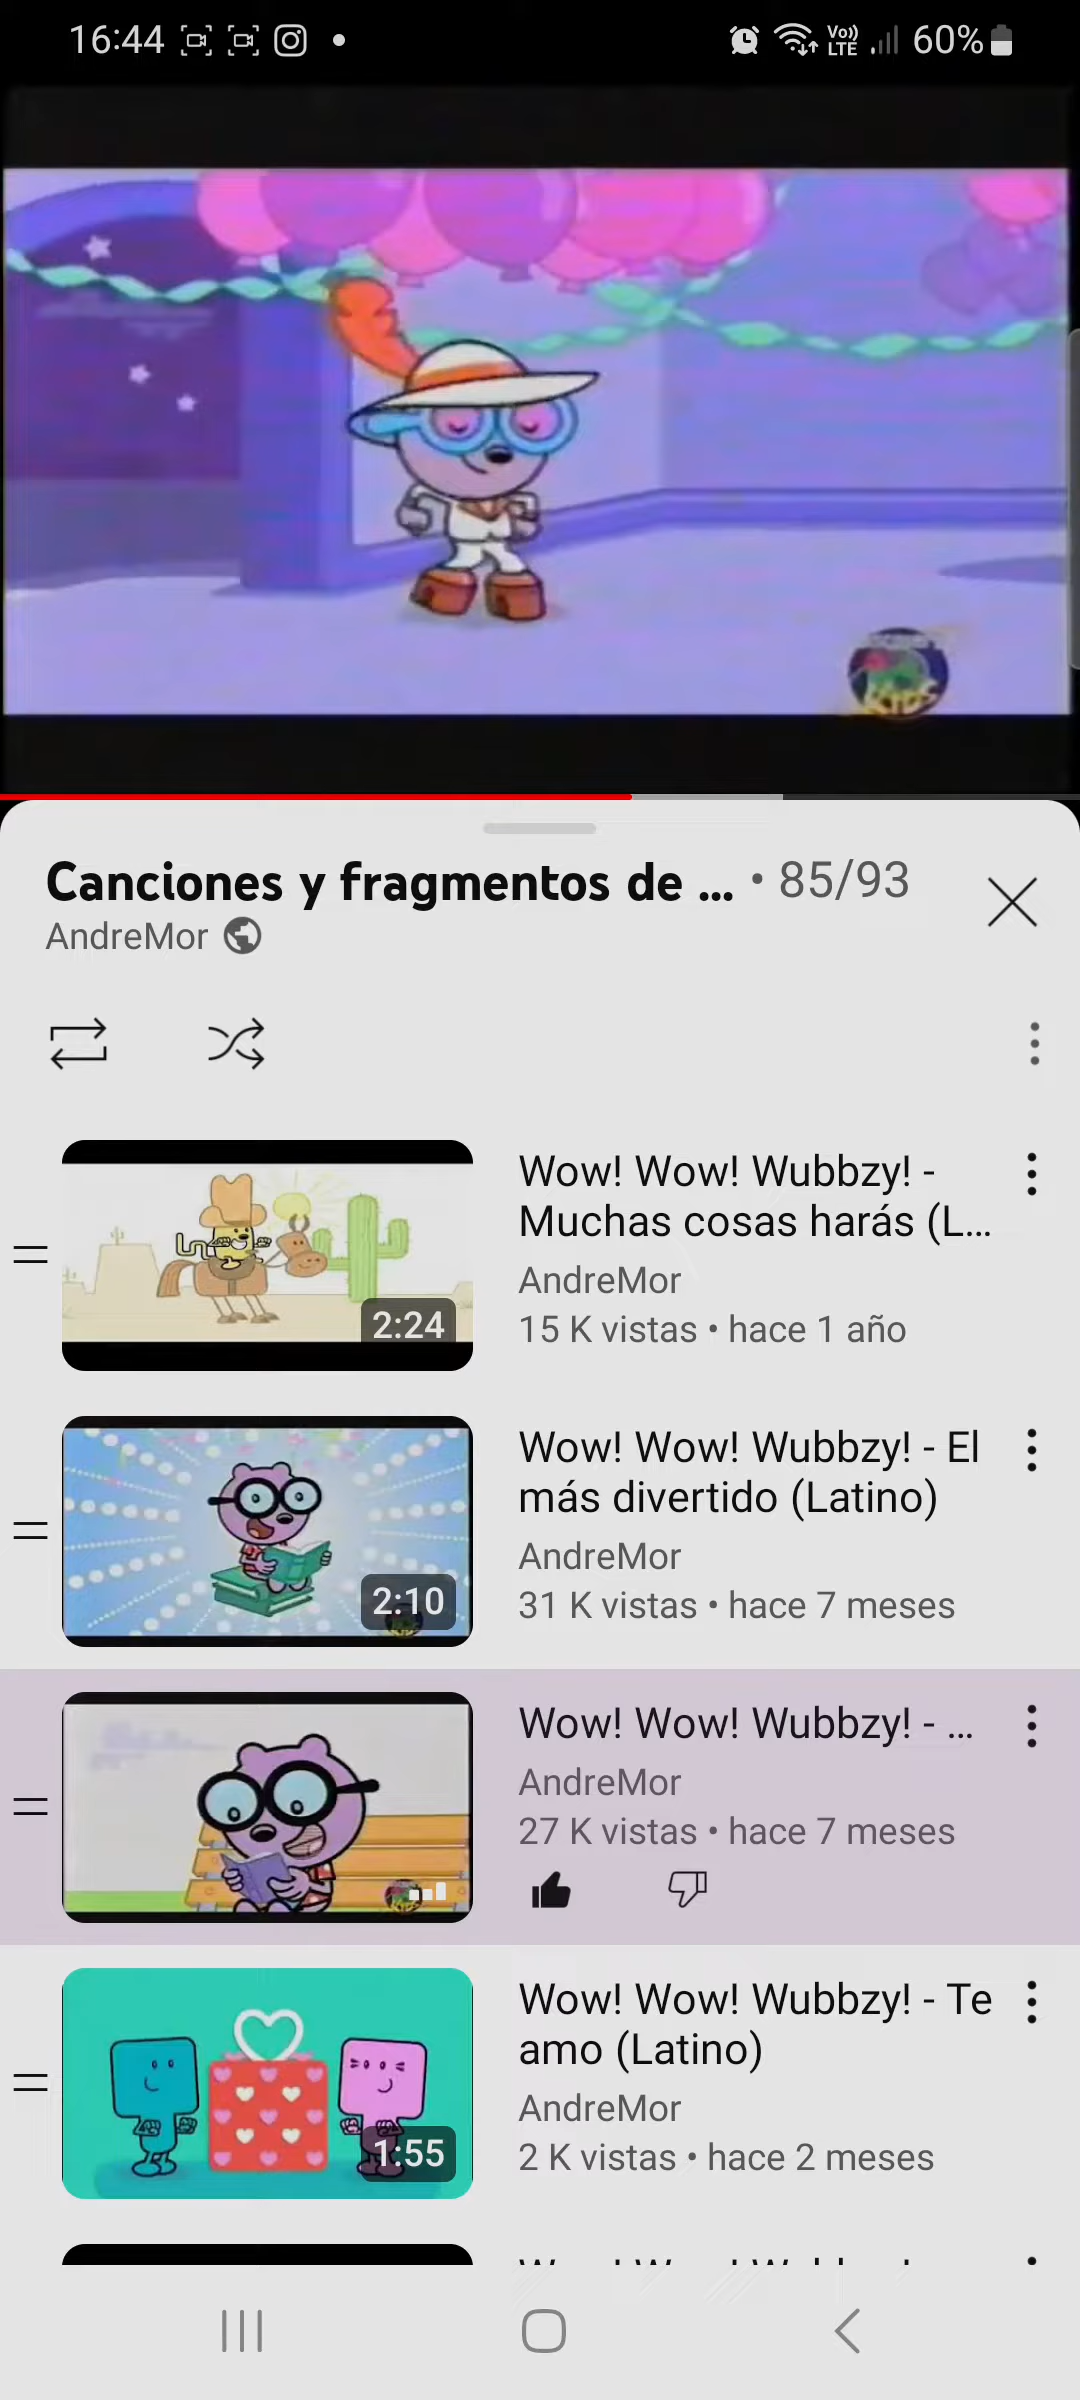 16:44
Vo))
LTE
60%
KIDS
Canciones y fragmentos de ... • 85/93
AndreMor
Wow! Wow! Wubbzy! -
Muchas cosas harás (L...
AndreMor
15 K vistas • hace 1 año
2:24
Wow! Wow! Wubbzy! - El
más divertido (Latino)
AndreMor
31 K vistas • hace 7 meses
2:10
Wow! Wow! Wubbzy! - ...
AndreMor
27 K vistas • hace 7 meses
Wow! Wow! Wubbzy! - Te
amo (Latino)
AndreMor
2 K vistas • hace 2 meses
1:55